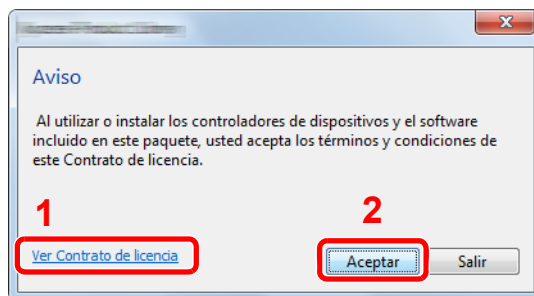 Aviso
Al utilizar o instalar los controladores de dispositivos y el software
incluido en este paquete, usted acepta los términos y condiciones de
este Contrato de licencia.
1
2
Ver Contrato de licencia
Aceptar
Salir